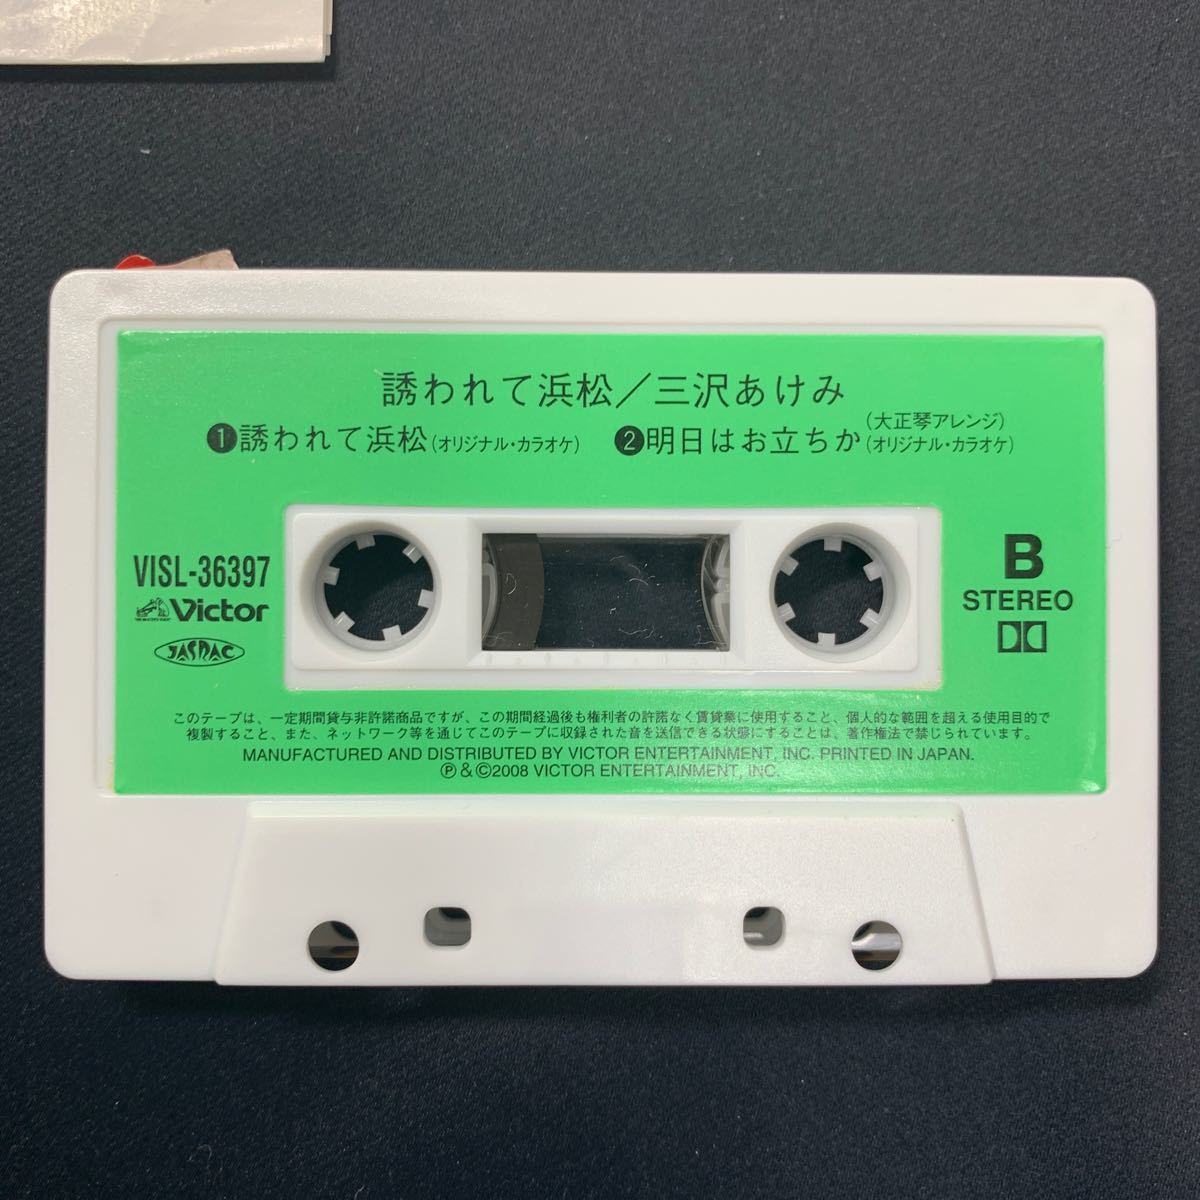 誘われて浜松／三沢あけみ
❶誘われて浜松(オリジナル・カラオケ) ❷明日はお立ちか(大正琴アレンジ)(オリジナル・カラオケ)
VISL-36397
Victor
JASRAC
B
STEREO
このテープは、一定期間貸与非許諾商品ですが、この期間経過後も権利者の許諾なく賃貸業に使用すること、個人的な範囲を超える使用目的で
複製すること、また、ネットワーク等を通じてこのテープに収録された音を送信できる状態にすることは、著作権法で禁じられています。
MANUFACTURED AND DISTRIBUTED BY VICTOR ENTERTAINMENT, INC. PRINTED IN JAPAN.
℗&©2008 VICTOR ENTERTAINMENT, INC.